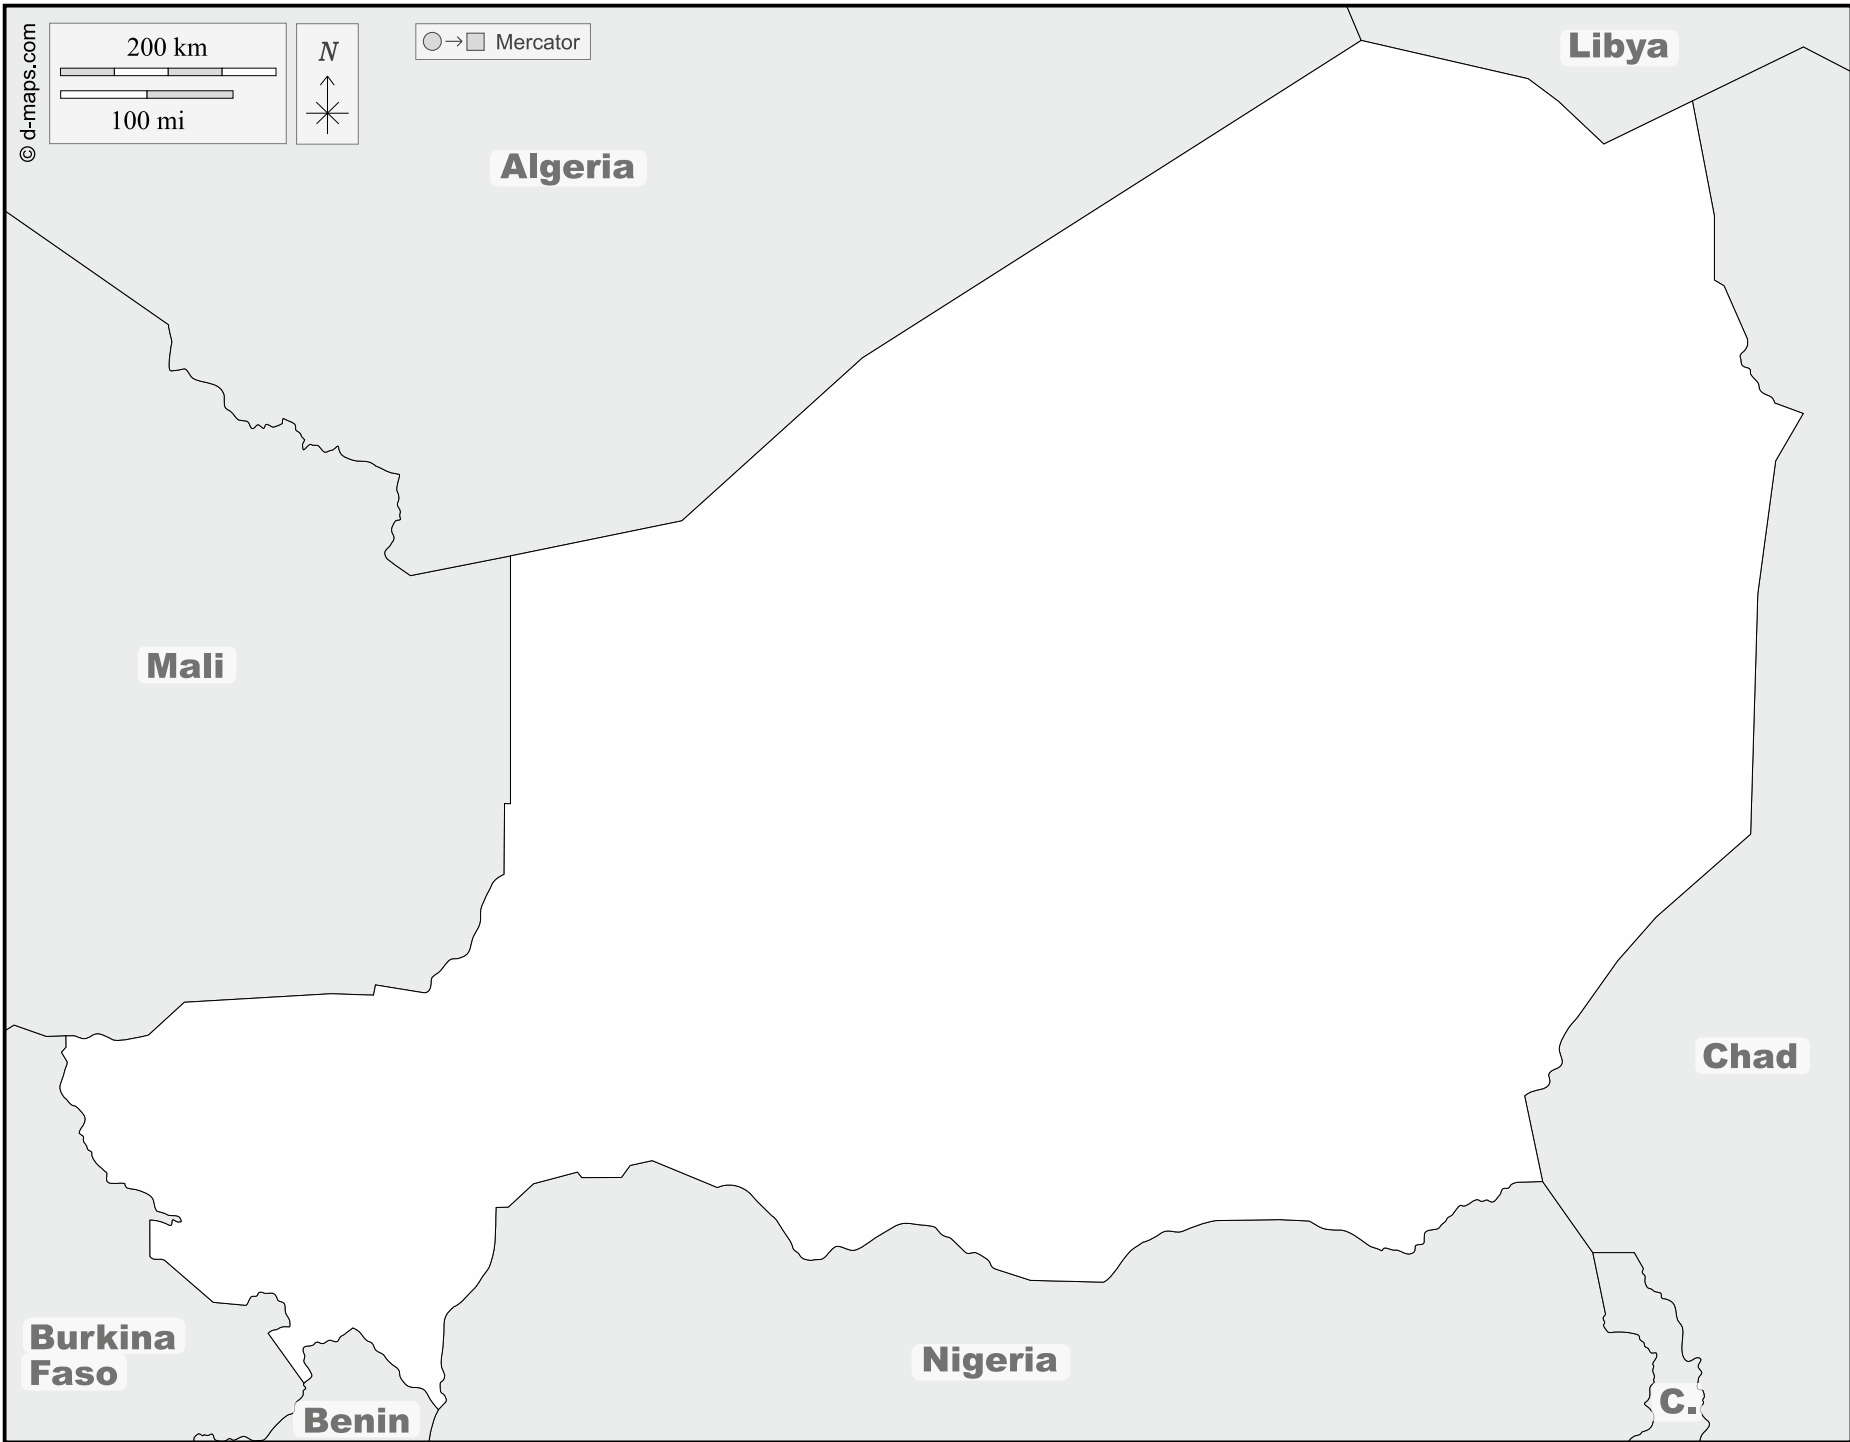 © d-maps.com
200 km
100 mi
N
Mercator
Libya
Algeria
Mali
Chad
Burkina
Faso
Benin
Nigeria
C.